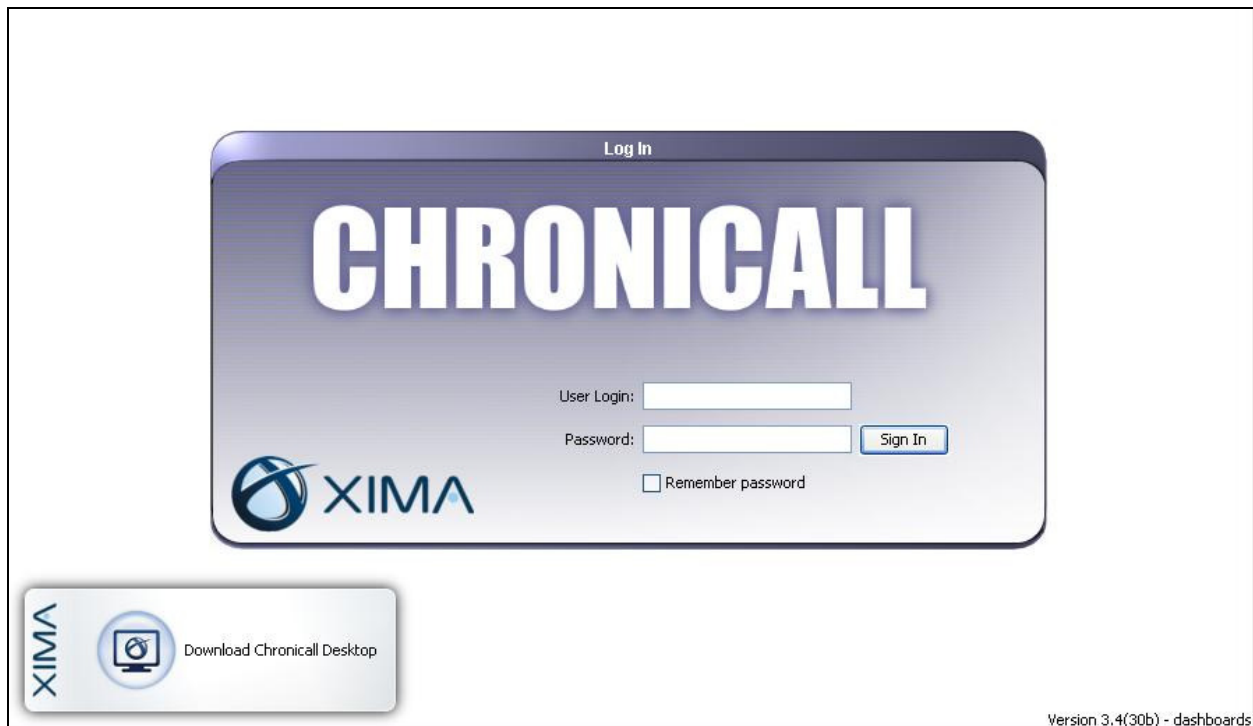 Log In
CHRONICALL
User Login:
Password:
Sign In
Remember password
XIMA
XIMA
Download Chronicall Desktop
Version 3.4(30b) - dashboards